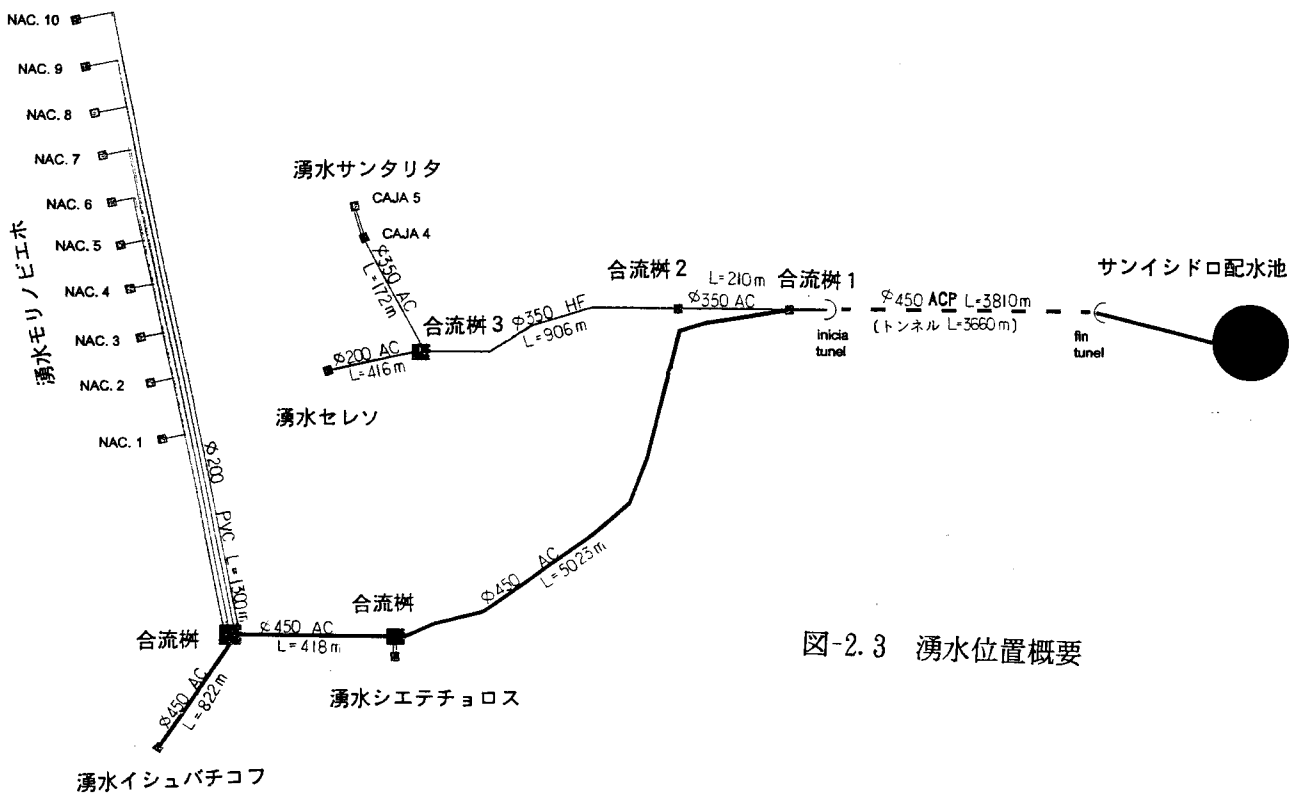 NAC. 10
NAC. 9
NAC. 8
NAC. 7
NAC. 6
NAC. 5
NAC. 4
NAC. 3
NAC. 2
NAC. 1
湧水モリノビエホ
φ200 PVC L=1300m
湧水サンタリタ
CAJA 5
CAJA 4
φ350 AC
L=172m
合流桝3
φ200 AC
L=416m
湧水セレソ
φ350 HF
L=906m
合流桝2
L=210m
φ350 AC
合流桝1
inicia
tunel
φ450 ACP L=3810m
(トンネル L=3660m)
fin
tunel
サンイシドロ配水池
φ450 AC
L=5023m
合流桝
φ450 AC
L=418m
合流桝
湧水シエテチョロス
φ450 AC
L=822m
湧水イシュバチコフ
図-2.3 湧水位置概要